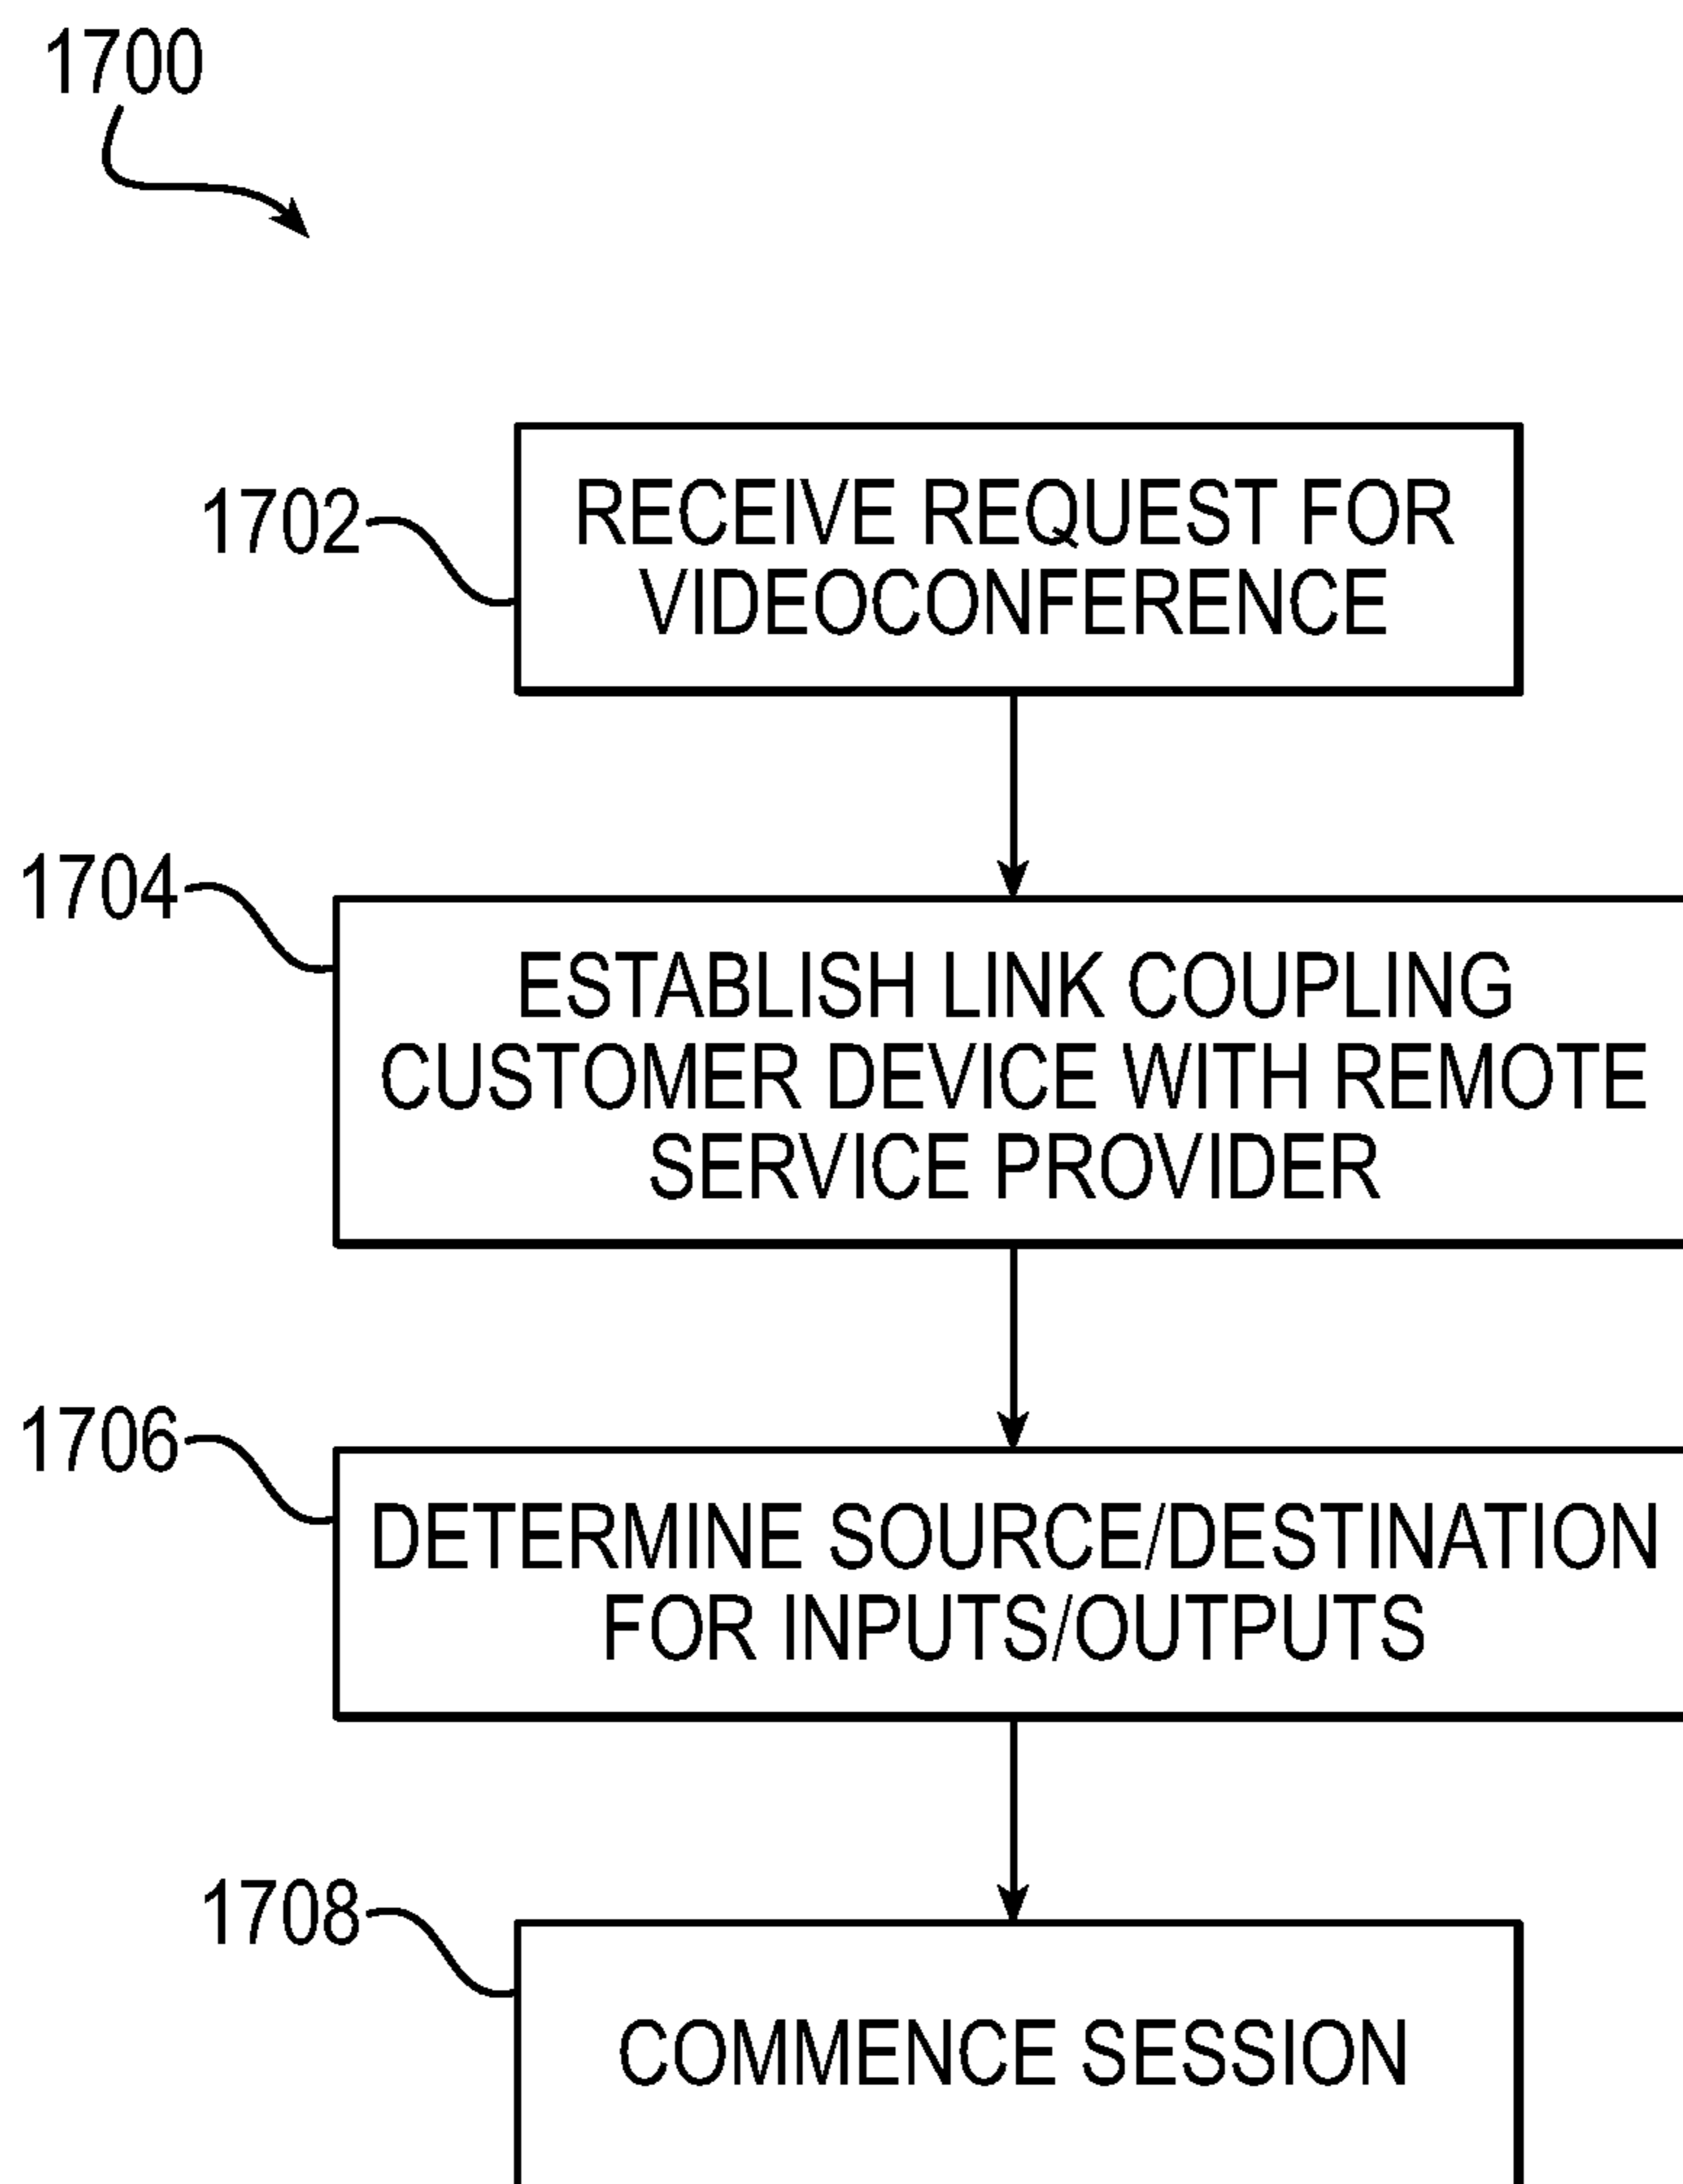 1700
1702
RECEIVE REQUEST FOR
VIDEOCONFERENCE
1704
ESTABLISH LINK COUPLING
CUSTOMER DEVICE WITH REMOTE
SERVICE PROVIDER
1706
DETERMINE SOURCE/DESTINATION
FOR INPUTS/OUTPUTS
1708
COMMENCE SESSION